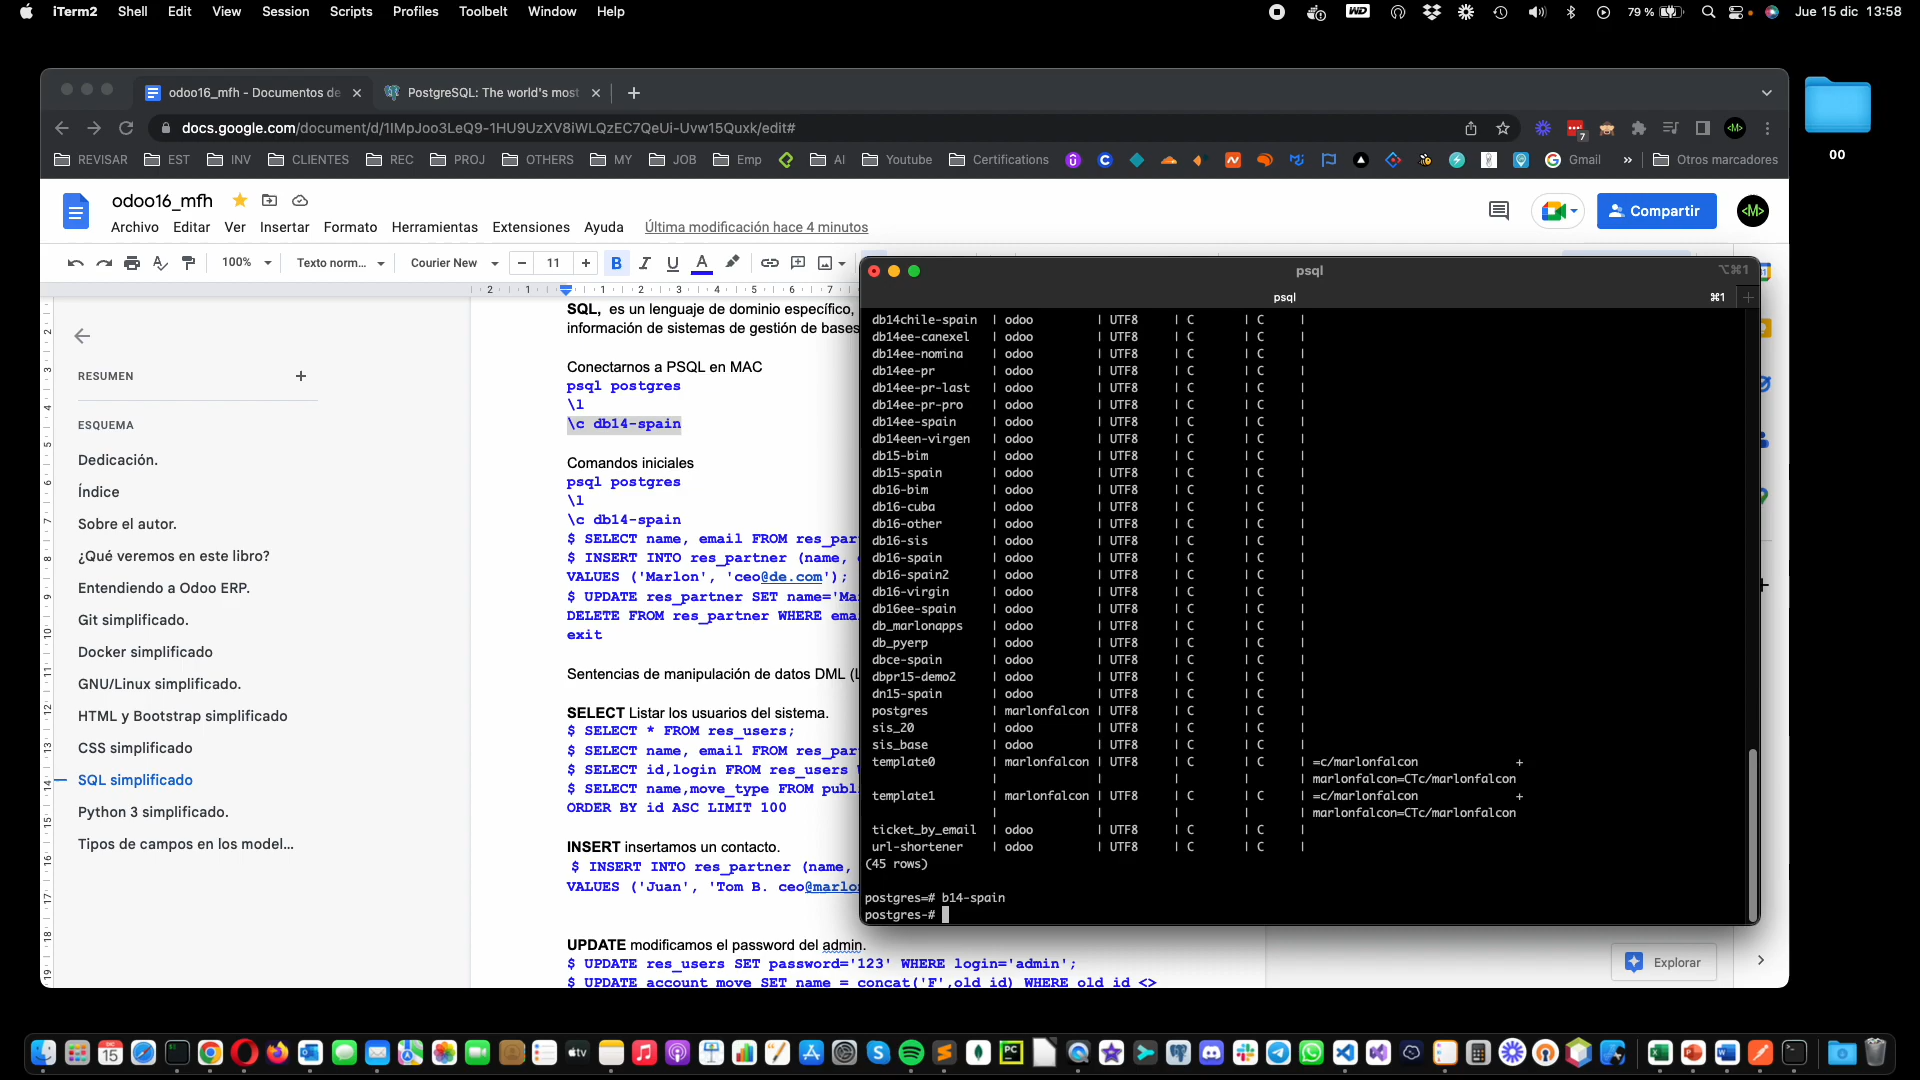 iTerm2 Shell Edit View Session Scripts Profiles Toolbelt Window Help
79 % Jue 15 dic 13:58
odoo16_mfh - Documentos de
PostgreSQL: The world's most
docs.google.com/document/d/1IMpJoo3LeQ9-1HU9UzXV8iWLQzEC7QeUi-Uvw15Quxk/edit#
REVISAR EST INV CLIENTES REC PROJ OTHERS MY JOB Emp AI Youtube Certifications Gmail » Otros marcadores
00
odoo16_mfh
Archivo Editar Ver Insertar Formato Herramientas Extensiones Ayuda Última modificación hace 4 minutos
Compartir
<M>
100% Texto norm... Courier New 11
RESUMEN
ESQUEMA
Dedicación.
Índice
Sobre el autor.
¿Qué veremos en este libro?
Entendiendo a Odoo ERP.
Git simplificado.
Docker simplificado
GNU/Linux simplificado.
HTML y Bootstrap simplificado
CSS simplificado
SQL simplificado
Python 3 simplificado.
Tipos de campos en los model...
SQL, es un lenguaje de dominio específico,
información de sistemas de gestión de bases
Conectarnos a PSQL en MAC
psql postgres
\l
\c db14-spain
Comandos iniciales
psql postgres
\l
\c db14-spain
$ SELECT name, email FROM res_par
$ INSERT INTO res_partner (name,
VALUES ('Marlon', 'ceo@de.com');
$ UPDATE res_partner SET name='Ma
DELETE FROM res_partner WHERE ema
exit
Sentencias de manipulación de datos DML (L
SELECT Listar los usuarios del sistema.
$ SELECT * FROM res_users;
$ SELECT name, email FROM res_par
$ SELECT id,login FROM res_users
$ SELECT name,move_type FROM publ
ORDER BY id ASC LIMIT 100
INSERT insertamos un contacto.
$ INSERT INTO res_partner (name,
VALUES ('Juan', 'Tom B. ceo@marlo
UPDATE modificamos el password del admin.
$ UPDATE res_users SET password='123' WHERE login='admin';
$ UPDATE account_move SET name = concat('F',old_id) WHERE old_id <>
Explorar
psql
⌥⌘1
psql
⌘1
db14chile-spain | odoo | UTF8 | C | C |
db14ee-canexel | odoo | UTF8 | C | C |
db14ee-nomina | odoo | UTF8 | C | C |
db14ee-pr | odoo | UTF8 | C | C |
db14ee-pr-last | odoo | UTF8 | C | C |
db14ee-pr-pro | odoo | UTF8 | C | C |
db14ee-spain | odoo | UTF8 | C | C |
db14een-virgen | odoo | UTF8 | C | C |
db15-bim | odoo | UTF8 | C | C |
db15-spain | odoo | UTF8 | C | C |
db16-bim | odoo | UTF8 | C | C |
db16-cuba | odoo | UTF8 | C | C |
db16-other | odoo | UTF8 | C | C |
db16-sis | odoo | UTF8 | C | C |
db16-spain | odoo | UTF8 | C | C |
db16-spain2 | odoo | UTF8 | C | C |
db16-virgin | odoo | UTF8 | C | C |
db16ee-spain | odoo | UTF8 | C | C |
db_marlonapps | odoo | UTF8 | C | C |
db_pyerp | odoo | UTF8 | C | C |
dbce-spain | odoo | UTF8 | C | C |
dbpr15-demo2 | odoo | UTF8 | C | C |
dn15-spain | odoo | UTF8 | C | C |
postgres | marlonfalcon | UTF8 | C | C |
sis_20 | odoo | UTF8 | C | C |
sis_base | odoo | UTF8 | C | C |
template0 | marlonfalcon | UTF8 | C | C | =c/marlonfalcon +
| | | | | marlonfalcon=CTc/marlonfalcon
template1 | marlonfalcon | UTF8 | C | C | =c/marlonfalcon +
| | | | | marlonfalcon=CTc/marlonfalcon
ticket_by_email | odoo | UTF8 | C | C |
url-shortener | odoo | UTF8 | C | C |
(45 rows)
postgres=# b14-spain
postgres-#